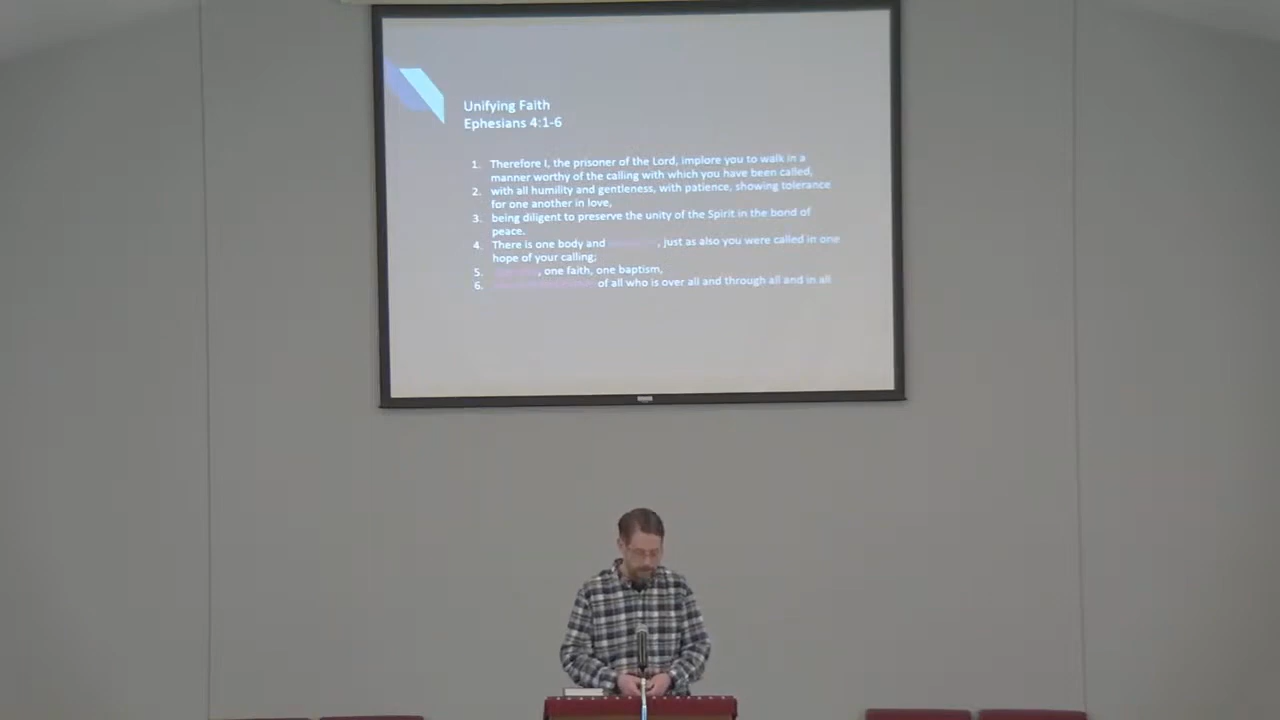 Unifying Faith
Ephesians 4:1-6
1. Therefore I, the prisoner of the Lord, implore you to walk in a
manner worthy of the calling with which you have been called,
2. with all humility and gentleness, with patience, showing tolerance
for one another in love,
3. being diligent to preserve the unity of the Spirit in the bond of
peace.
4. There is one body and , just as also you were called in one
hope of your calling;
5. , one faith, one baptism,
6. of all who is over all and through all and in all